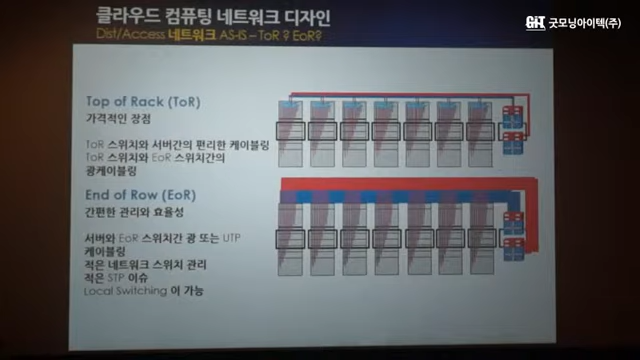 클라우드 컴퓨팅 네트워크 디자인
Dist/Access 네트워크 AS-IS – ToR ? EoR?
GIT 굿모닝아이텍(주)
Top of Rack (ToR)
가격적인 장점
ToR 스위치와 서버간의 편리한 케이블링
ToR 스위치와 EoR 스위치간의
광케이블링
End of Row (EoR)
간편한 관리와 효율성
서버와 EoR 스위치간 광 또는 UTP
케이블링
적은 네트워크 스위치 관리
적은 STP 이슈
Local Switching 이 가능